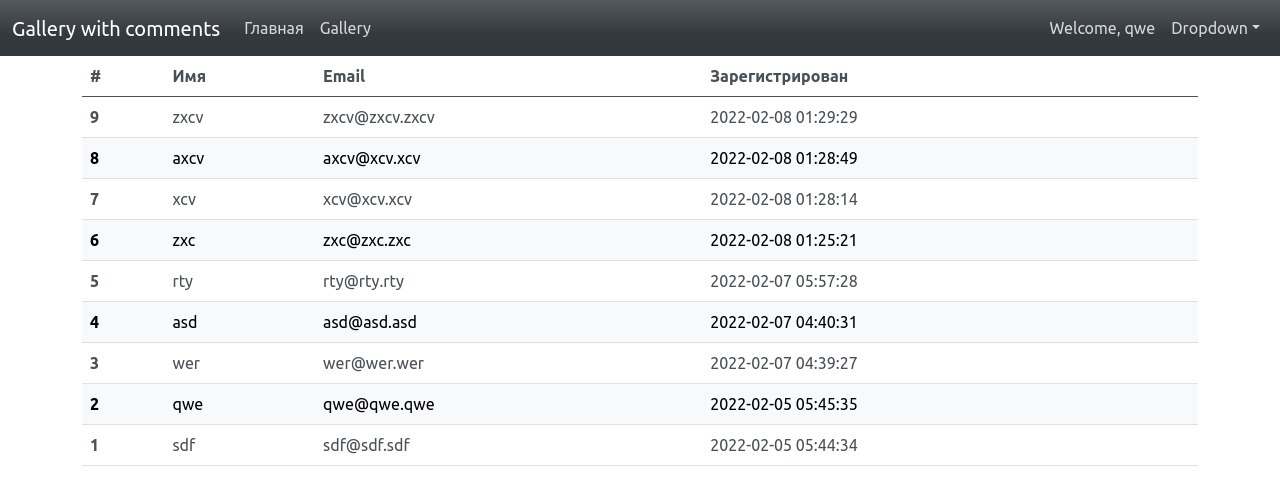 Gallery with comments Главная Gallery Welcome, qwe Dropdown
# Имя Email Зарегистрирован
9 zxcv zxcv@zxcv.zxcv 2022-02-08 01:29:29
8 axcv axcv@xcv.xcv 2022-02-08 01:28:49
7 xcv xcv@xcv.xcv 2022-02-08 01:28:14
6 zxc zxc@zxc.zxc 2022-02-08 01:25:21
5 rty rty@rty.rty 2022-02-07 05:57:28
4 asd asd@asd.asd 2022-02-07 04:40:31
3 wer wer@wer.wer 2022-02-07 04:39:27
2 qwe qwe@qwe.qwe 2022-02-05 05:45:35
1 sdf sdf@sdf.sdf 2022-02-05 05:44:34